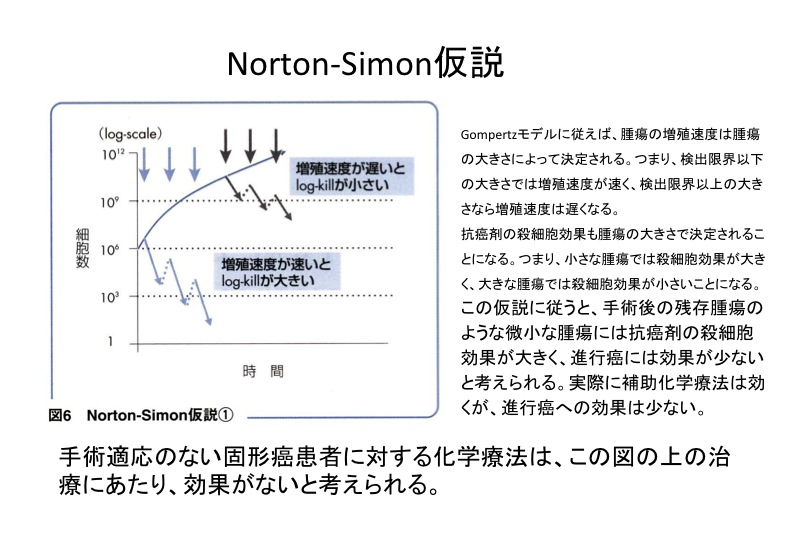 Norton-Simon仮説
(log-scale)
10¹²
10⁹
10⁶
10³
1
細胞数
増殖速度が遅いと
log-killが小さい
増殖速度が速いと
log-killが大きい
時 間
図6 Norton-Simon仮説①
Gompertzモデルに従えば、腫瘍の増殖速度は腫瘍
の大きさによって決定される。つまり、検出限界以下
の大きさでは増殖速度が速く、検出限界以上の大き
さなら増殖速度は遅くなる。
抗癌剤の殺細胞効果も腫瘍の大きさで決定されるこ
とになる。つまり、小さな腫瘍では殺細胞効果が大き
く、大きな腫瘍では殺細胞効果が小さいことになる。
この仮説に従うと、手術後の残存腫瘍の
ような微小な腫瘍には抗癌剤の殺細胞
効果が大きく、進行癌には効果が少ない
と考えられる。実際に補助化学療法は効
くが、進行癌への効果は少ない。
手術適応のない固形癌患者に対する化学療法は、この図の上の治
療にあたり、効果がないと考えられる。